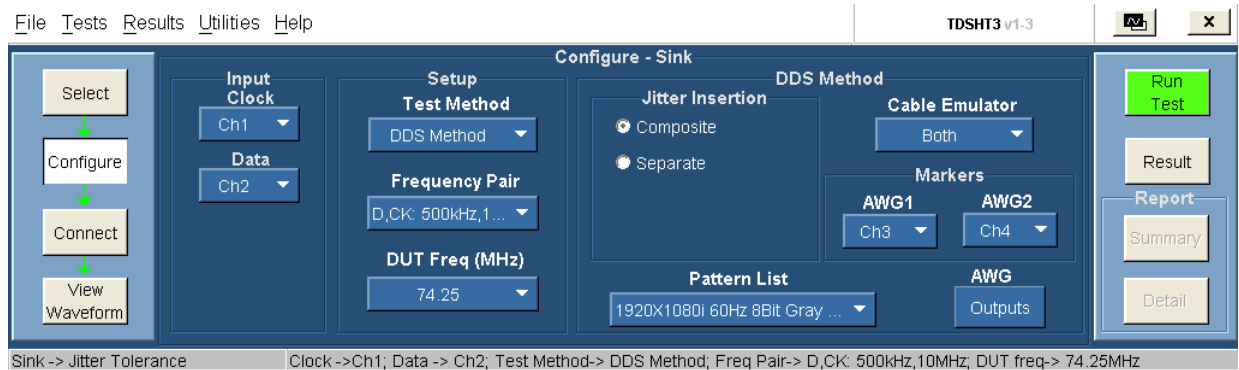 File Tests Results Utilities Help
TDSHT3 v1-3
x
Select
Configure
Connect
View
Waveform
Configure - Sink
Input
Clock
Ch1
Data
Ch2
Setup
Test Method
DDS Method
Frequency Pair
D,CK: 500kHz,1...
DUT Freq (MHz)
74.25
DDS Method
Jitter Insertion
Composite
Separate
Cable Emulator
Both
Markers
AWG1 AWG2
Ch3 Ch4
Pattern List
1920X1080i 60Hz 8Bit Gray ...
AWG
Outputs
Run
Test
Result
Report
Summary
Detail
Sink -> Jitter Tolerance
Clock ->Ch1; Data -> Ch2; Test Method-> DDS Method; Freq Pair-> D,CK: 500kHz,10MHz; DUT freq-> 74.25MHz